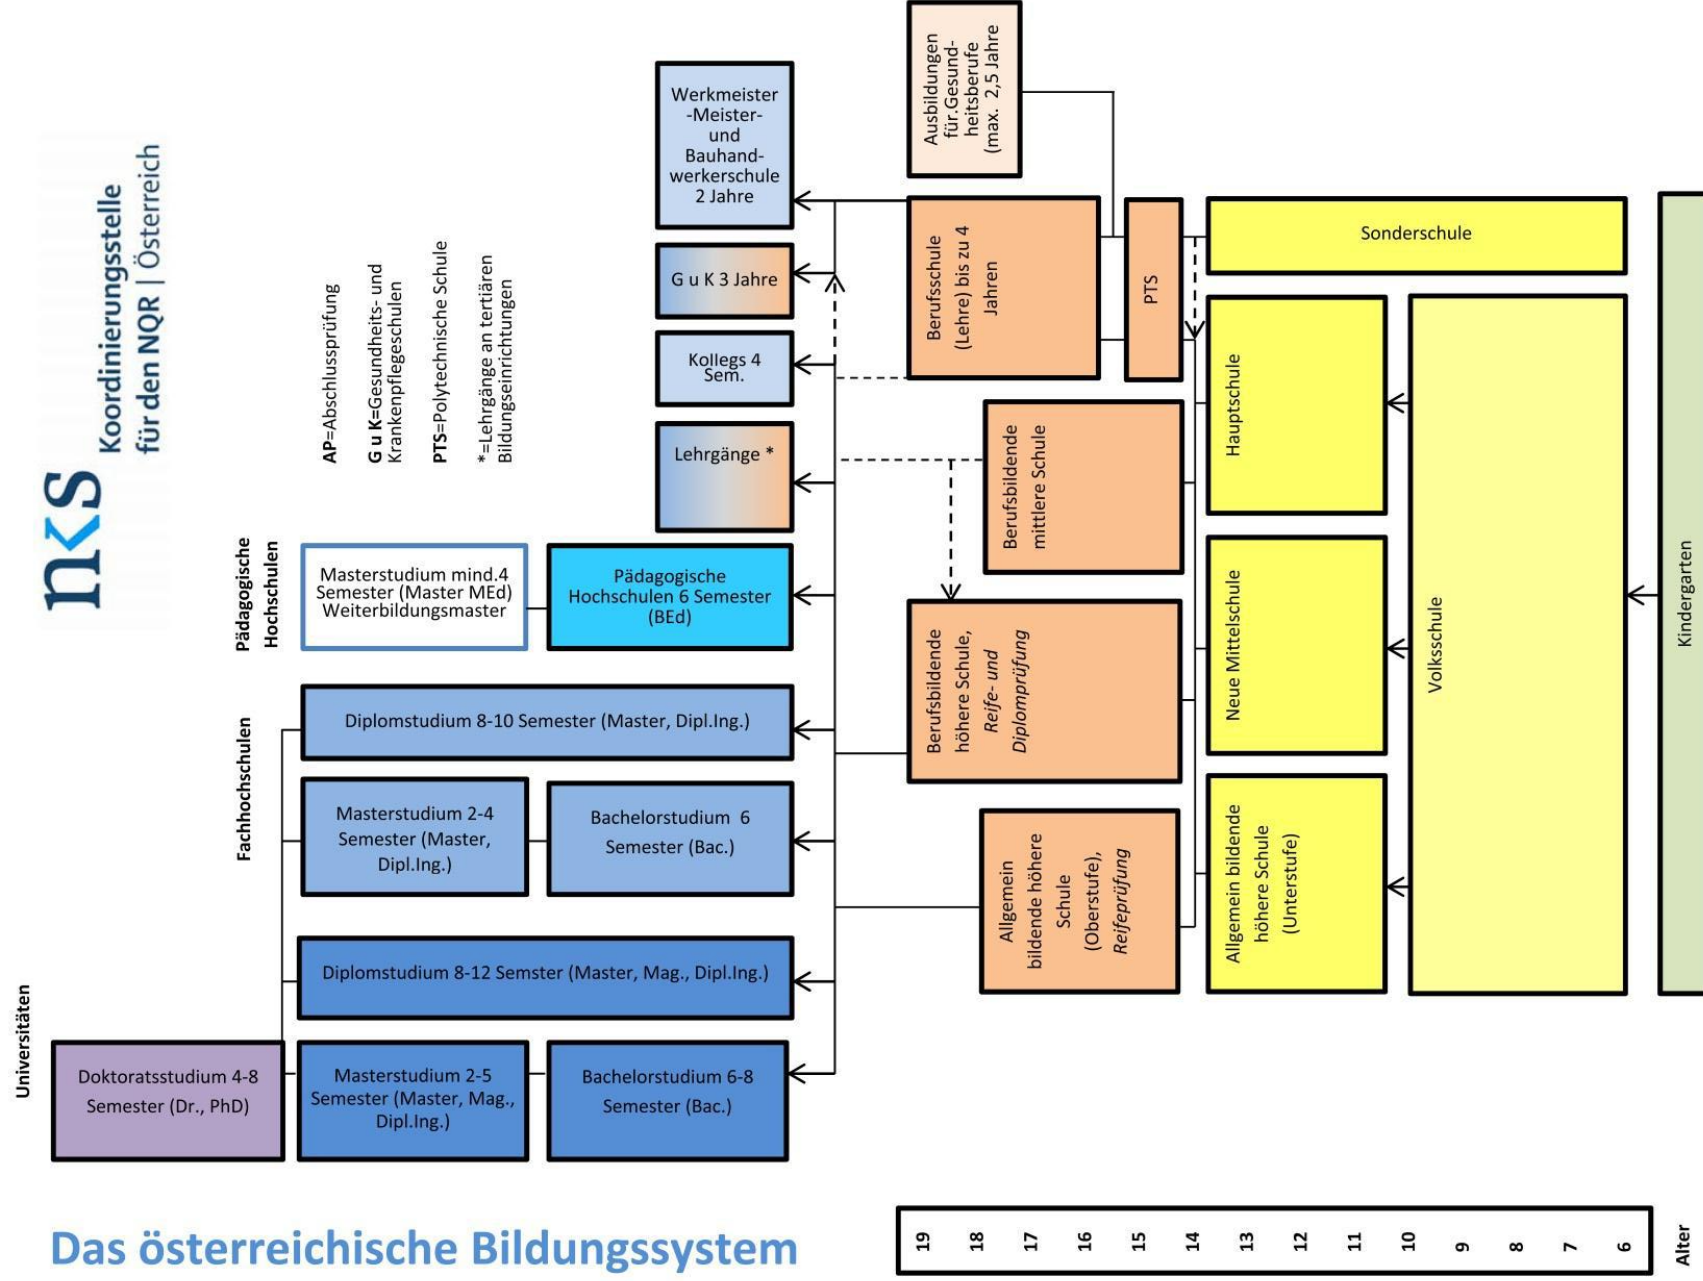 nks
Koordinierungsstelle
für den NQR | Österreich
AP=Abschlussprüfung
G u K=Gesundheits- und
Krankenpflegeschulen
PTS=Polytechnische Schule
*=Lehrgänge an tertiären
Bildungseinrichtungen
Universitäten
Fachhochschulen
Pädagogische
Hochschulen
Doktoratsstudium 4-8
Semester (Dr., PhD)
Masterstudium 2-5
Semester (Master, Mag.,
Dipl.Ing.)
Bachelorstudium 6-8
Semester (Bac.)
Diplomstudium 8-12 Semster (Master, Mag., Dipl.Ing.)
Masterstudium 2-4
Semester (Master,
Dipl.Ing.)
Bachelorstudium 6
Semester (Bac.)
Diplomstudium 8-10 Semester (Master, Dipl.Ing.)
Masterstudium mind.4
Semester (Master MEd)
Weiterbildungsmaster
Pädagogische
Hochschulen 6 Semester
(BEd)
Lehrgänge *
Kollegs 4
Sem.
G u K 3 Jahre
Werkmeister
-Meister-
und
Bauhand-
werkerschule
2 Jahre
Allgemein
bildende höhere
Schule
(Oberstufe),
Reifeprüfung
Berufsbildende
höhere Schule,
Reife- und
Diplomprüfung
Berufsbildende
mittlere Schule
Berufsschule
(Lehre) bis zu 4
Jahren
PTS
Ausbildungen
für.Gesund-
heitsberufe
(max. 2,5 Jahre
Allgemein bildende
höhere Schule
(Unterstufe)
Neue Mittelschule
Hauptschule
Sonderschule
Volksschule
Kindergarten
Das österreichische Bildungssystem
19
18
17
16
15
14
13
12
11
10
9
8
7
6
Alter